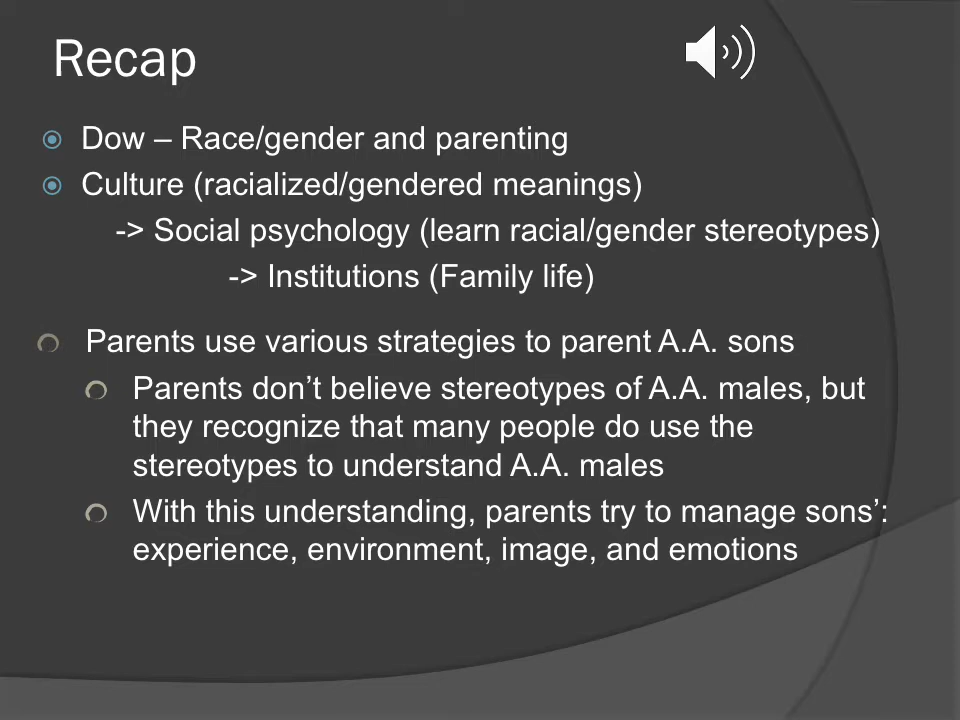 Recap
Dow – Race/gender and parenting
Culture (racialized/gendered meanings)
-> Social psychology (learn racial/gender stereotypes)
-> Institutions (Family life)
Parents use various strategies to parent A.A. sons
Parents don’t believe stereotypes of A.A. males, but
they recognize that many people do use the
stereotypes to understand A.A. males
With this understanding, parents try to manage sons’:
experience, environment, image, and emotions